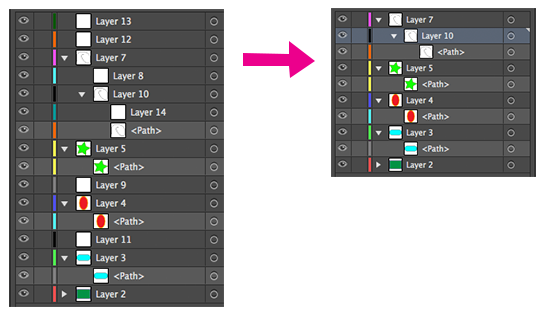 Layer 13
Layer 12
Layer 7
Layer 8
Layer 10
Layer 14
<Path>
Layer 5
<Path>
Layer 9
Layer 4
<Path>
Layer 11
Layer 3
<Path>
Layer 2
Layer 7
Layer 10
<Path>
Layer 5
<Path>
Layer 4
<Path>
Layer 3
<Path>
Layer 2